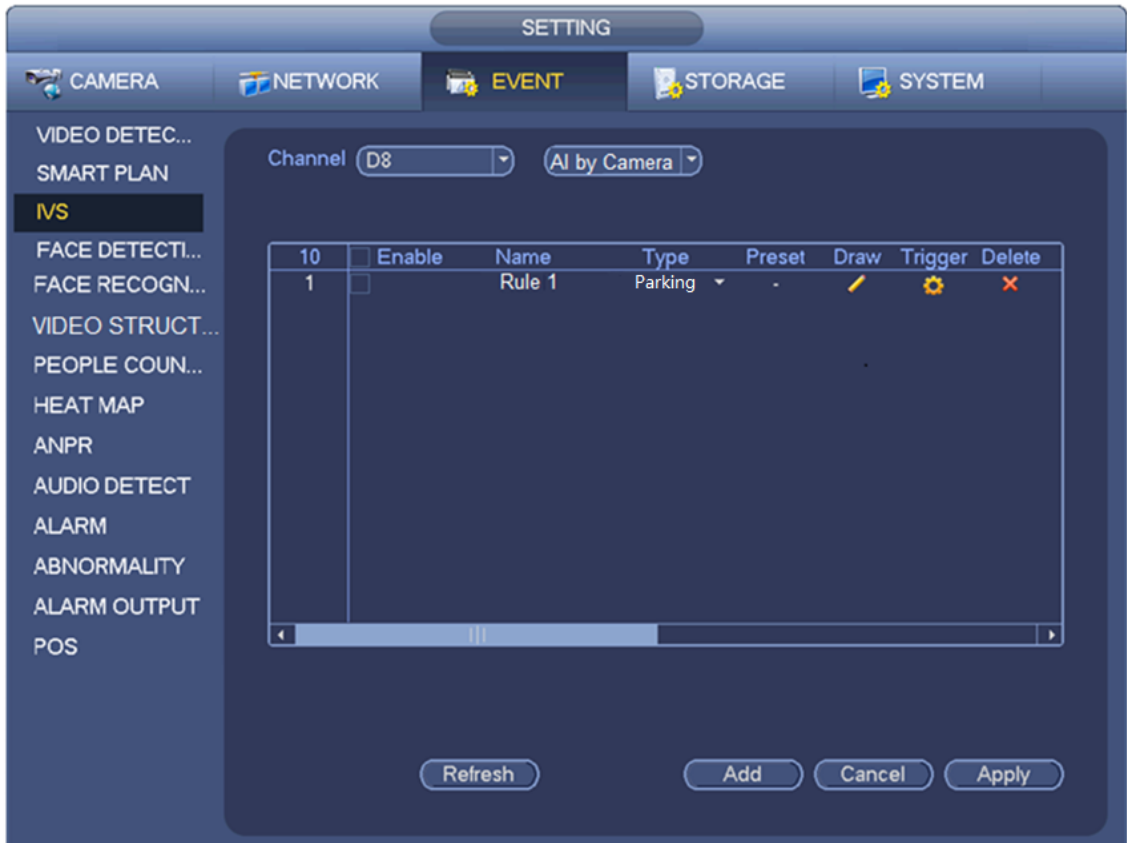 SETTING
CAMERA NETWORK EVENT STORAGE SYSTEM
VIDEO DETEC...
SMART PLAN
IVS
FACE DETECTI...
FACE RECOGN...
VIDEO STRUCT...
PEOPLE COUN...
HEAT MAP
ANPR
AUDIO DETECT
ALARM
ABNORMALITY
ALARM OUTPUT
POS
Channel D8 AI by Camera
10 Enable Name Type Preset Draw Trigger Delete
1 Rule 1 Parking -
Refresh Add Cancel Apply